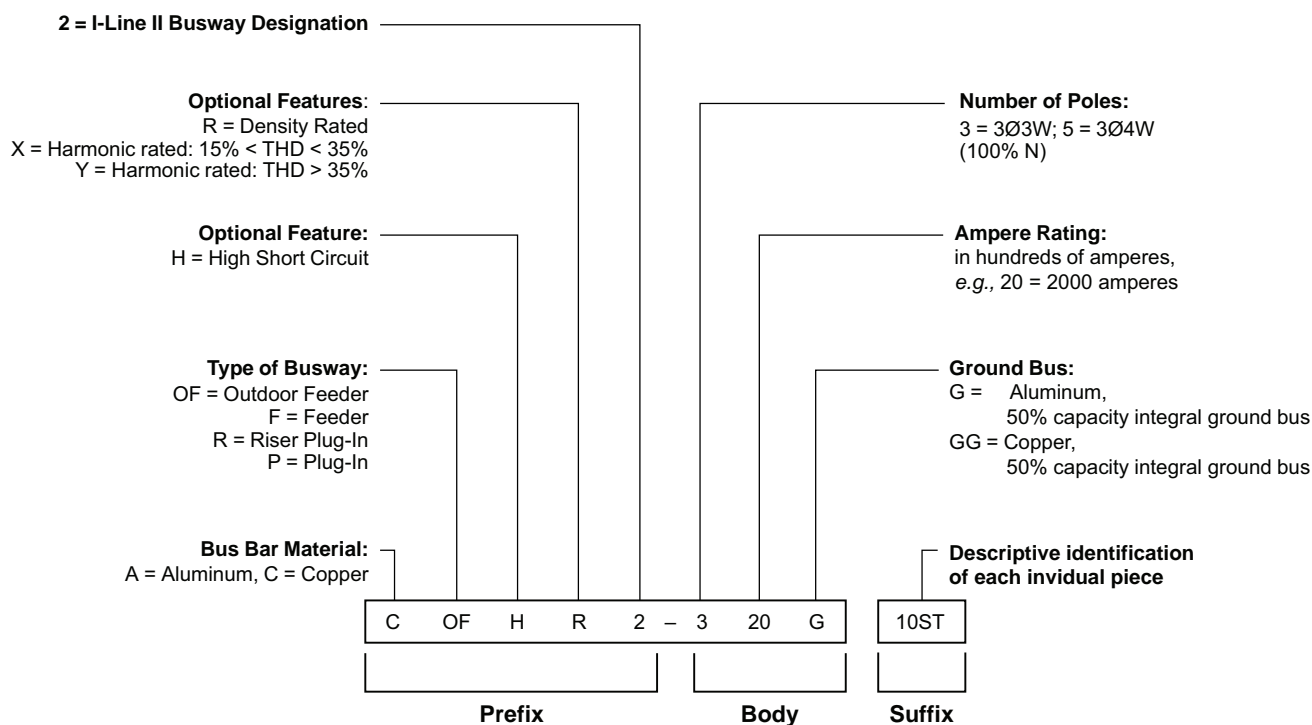 2 = I-Line II Busway Designation
Optional Features:
R = Density Rated
X = Harmonic rated: 15% < THD < 35%
Y = Harmonic rated: THD > 35%
Number of Poles:
3 = 3Ø3W; 5 = 3Ø4W
(100% N)
Optional Feature:
H = High Short Circuit
Ampere Rating:
in hundreds of amperes,
e.g., 20 = 2000 amperes
Type of Busway:
OF = Outdoor Feeder
F = Feeder
R = Riser Plug-In
P = Plug-In
Ground Bus:
G = Aluminum,
50% capacity integral ground bus
GG = Copper,
50% capacity integral ground bus
Bus Bar Material:
A = Aluminum, C = Copper
Descriptive identification
of each invidual piece
C OF H R 2 – 3 20 G 10ST
Prefix Body Suffix